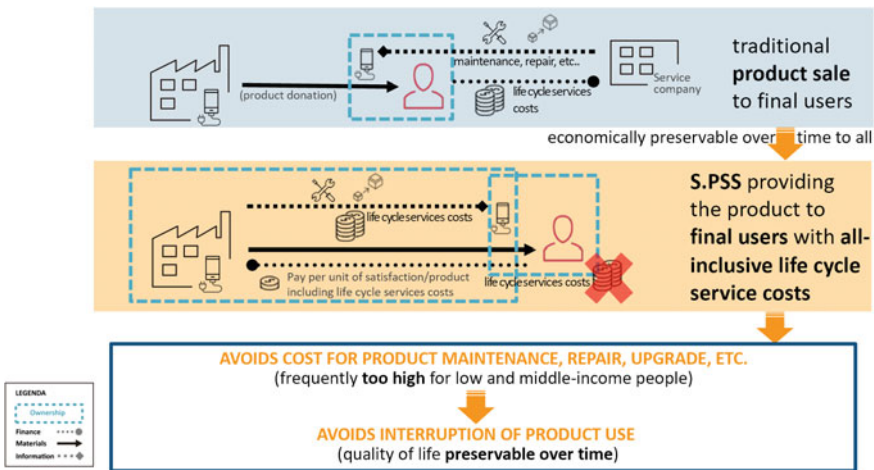 maintenance, repair, etc..
(product donation)
life cycle services
costs
Service
company
traditional
product sale
to final users
economically preservable over time to all
life cycle services costs
Pay per unit of satisfaction/product
including life cycle services costs
life cycle services costs
S.PSS providing
the product to
final users with all-
inclusive life cycle
service costs
AVOIDS COST FOR PRODUCT MAINTENANCE, REPAIR, UPGRADE, ETC.
(frequently too high for low and middle-income people)
AVOIDS INTERRUPTION OF PRODUCT USE
(quality of life preservable over time)
LEGENDA
Ownership
Finance
Materials
Information